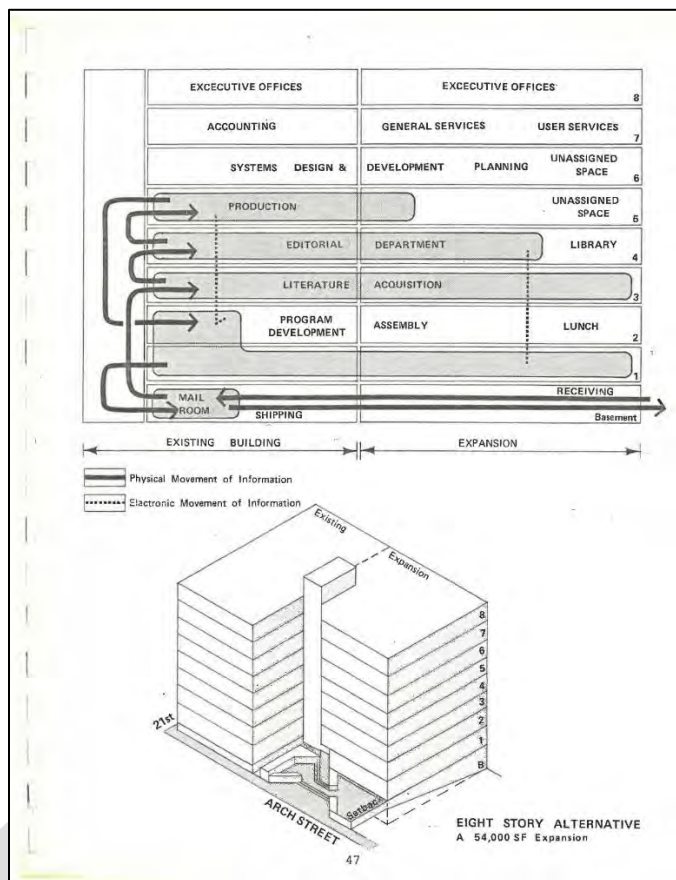 EXCECUTIVE OFFICES EXCECUTIVE OFFICES 8
ACCOUNTING GENERAL SERVICES USER SERVICES 7
SYSTEMS DESIGN & DEVELOPMENT PLANNING UNASSIGNED SPACE 6
PRODUCTION UNASSIGNED SPACE 5
EDITORIAL DEPARTMENT LIBRARY 4
LITERATURE ACQUISITION 3
PROGRAM DEVELOPMENT ASSEMBLY LUNCH 2
1
MAIL ROOM RECEIVING
SHIPPING Basement
EXISTING BUILDING EXPANSION
Physical Movement of Information
Electronic Movement of Information
Existing
Expansion
8
7
6
5
4
3
2
1
B
21st
ARCH STREET
Setback
EIGHT STORY ALTERNATIVE
A 54,000 SF Expansion
47